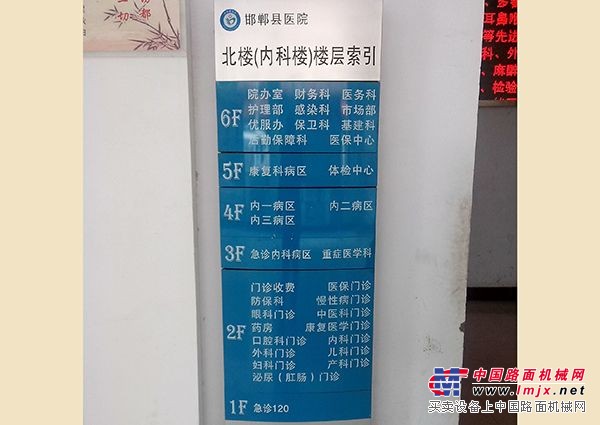 邯郸县医院
北楼(内科楼)楼层索引
6F
院办室 财务科 医务科
护理部 感染科 市场部
优服办 保卫科 基建科
后勤保障科 医保中心
5F 康复科病区 体检中心
4F
内一病区 内二病区
内三病区
3F 急诊内科病区 重症医学科
2F
门诊收费 医保门诊
防保科 慢性病门诊
眼科门诊 中医科门诊
药房 康复医学门诊
口腔科门诊 内科门诊
外科门诊 儿科门诊
妇科门诊 产科门诊
泌尿（肛肠）门诊
1F 急诊120
中国路面机械网
www.lmjx.net
买卖设备上中国路面机械网